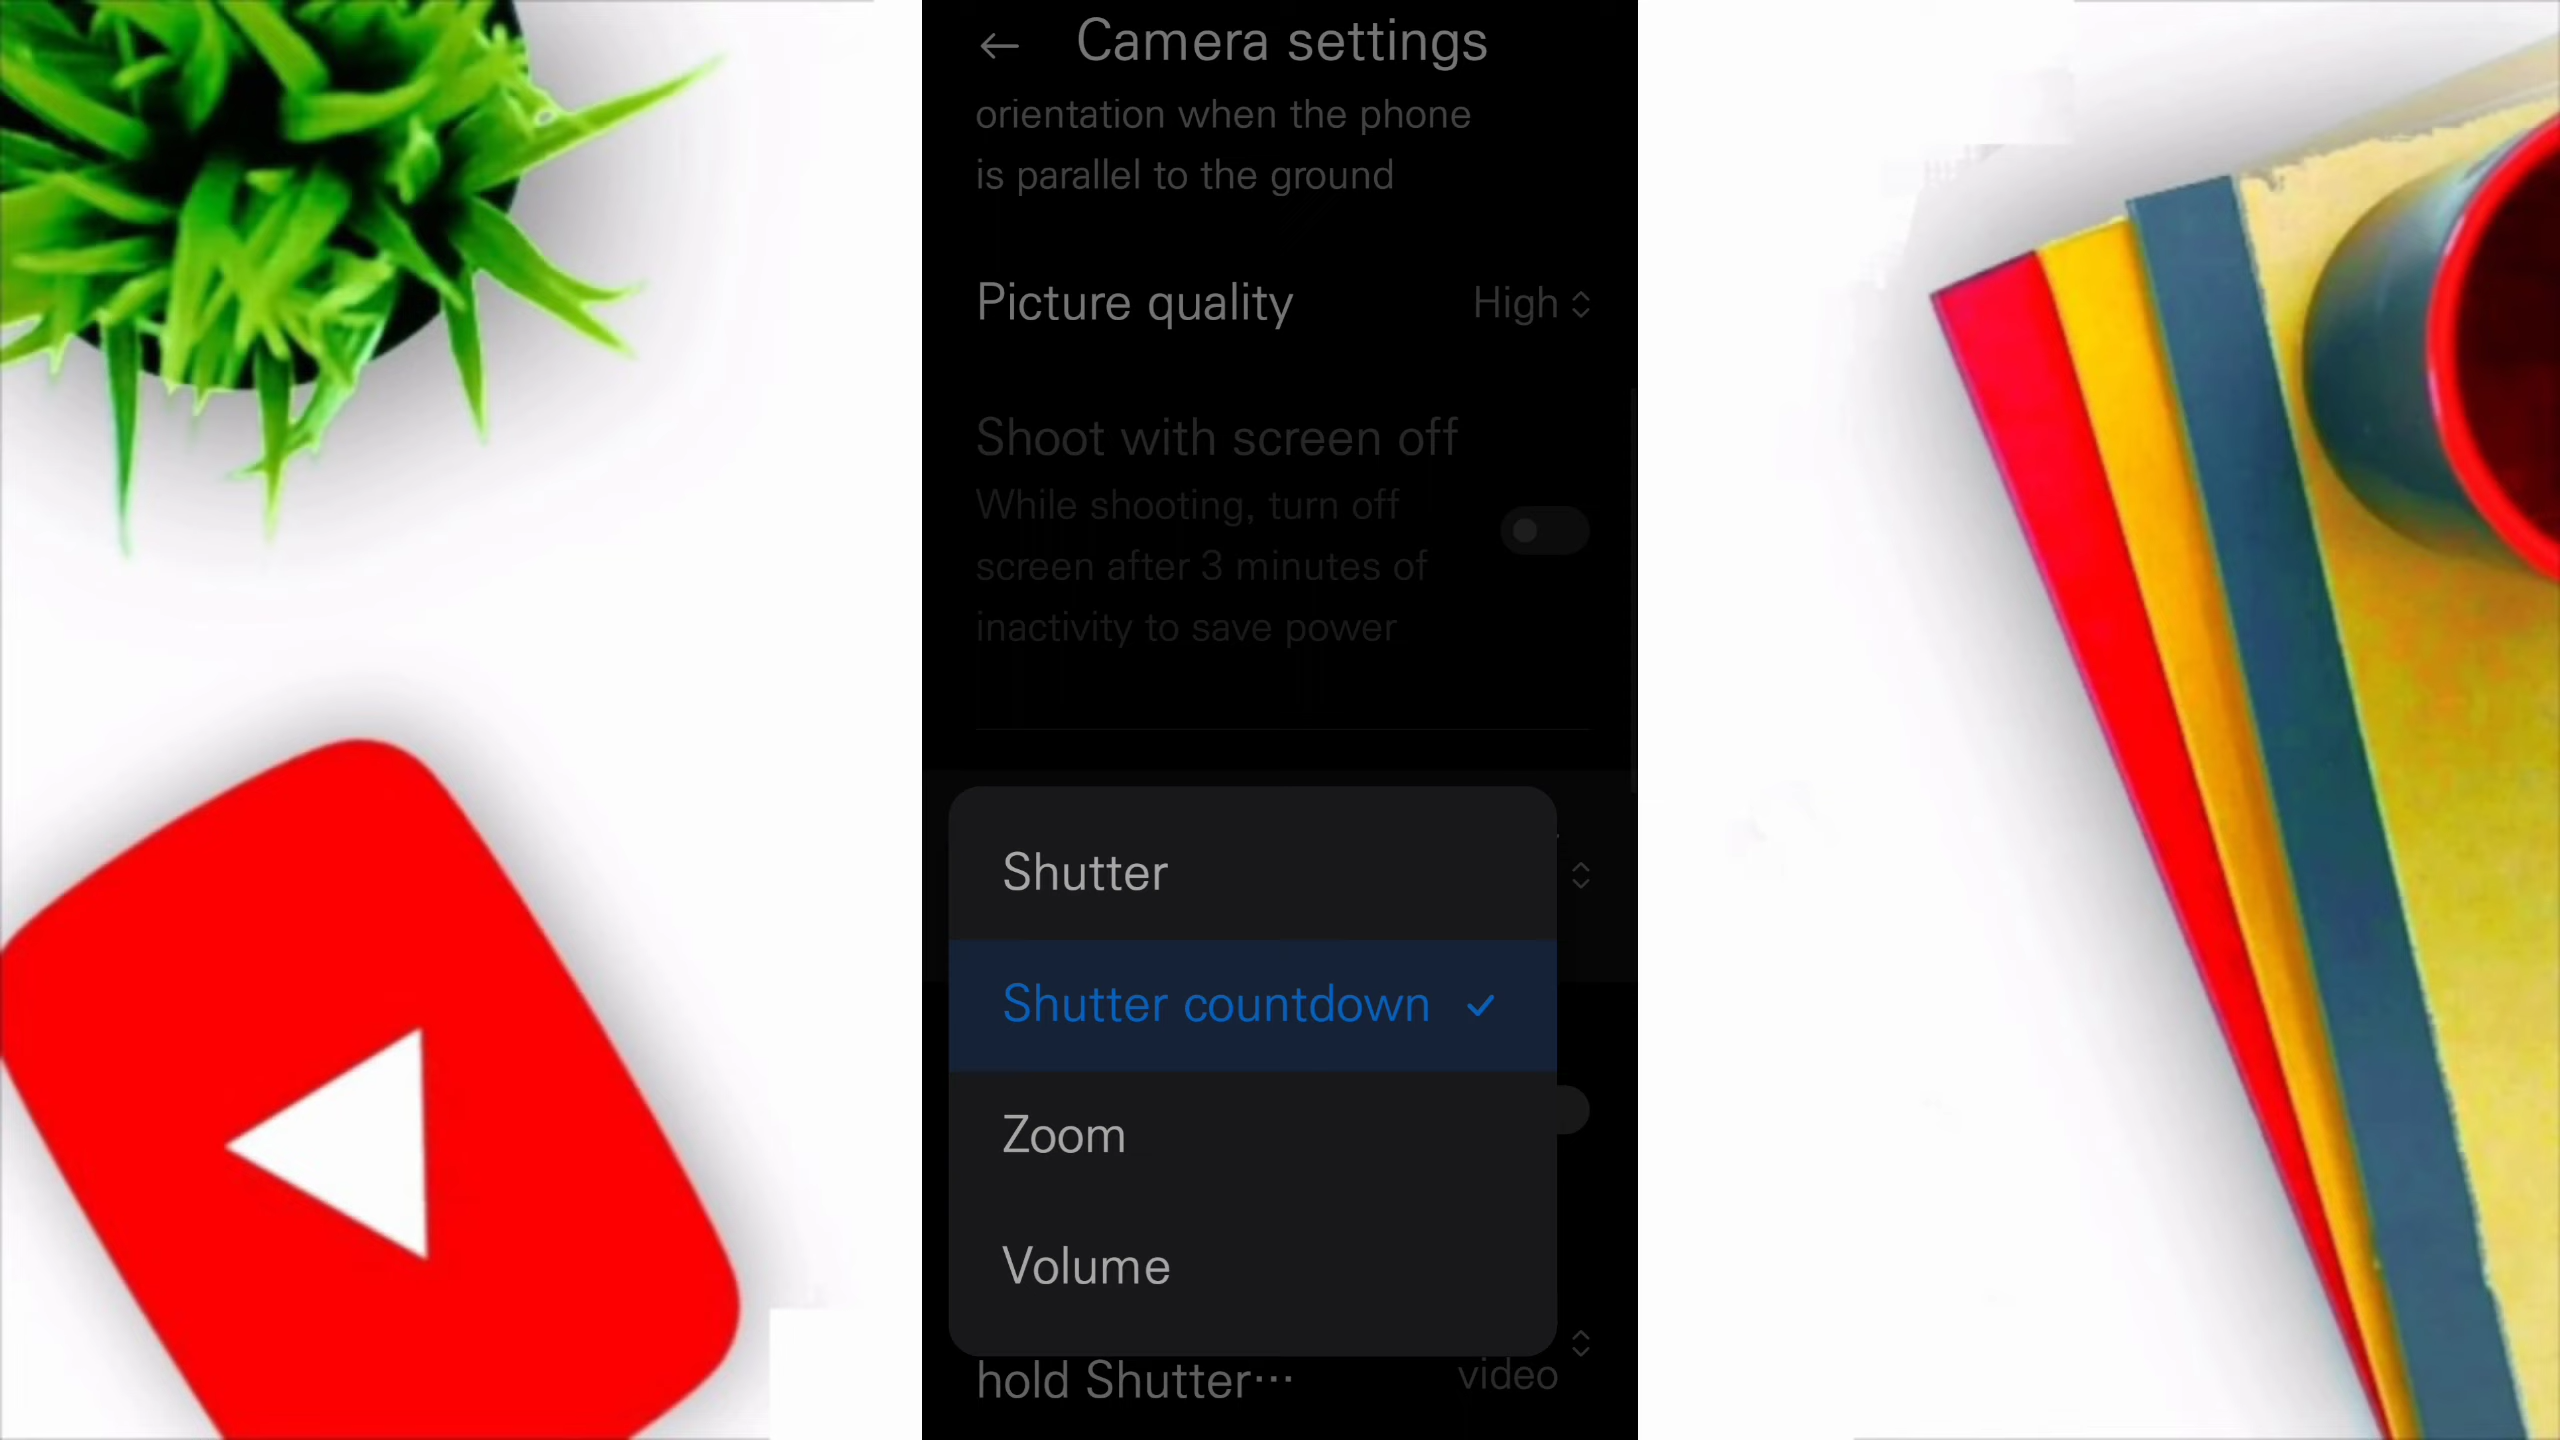 Camera settings
orientation when the phone
is parallel to the ground
Picture quality High
Shoot with screen off
While shooting, turn off
screen after 3 minutes of
inactivity to save power
Shutter
Shutter countdown
Zoom
Volume
hold Shutter… video